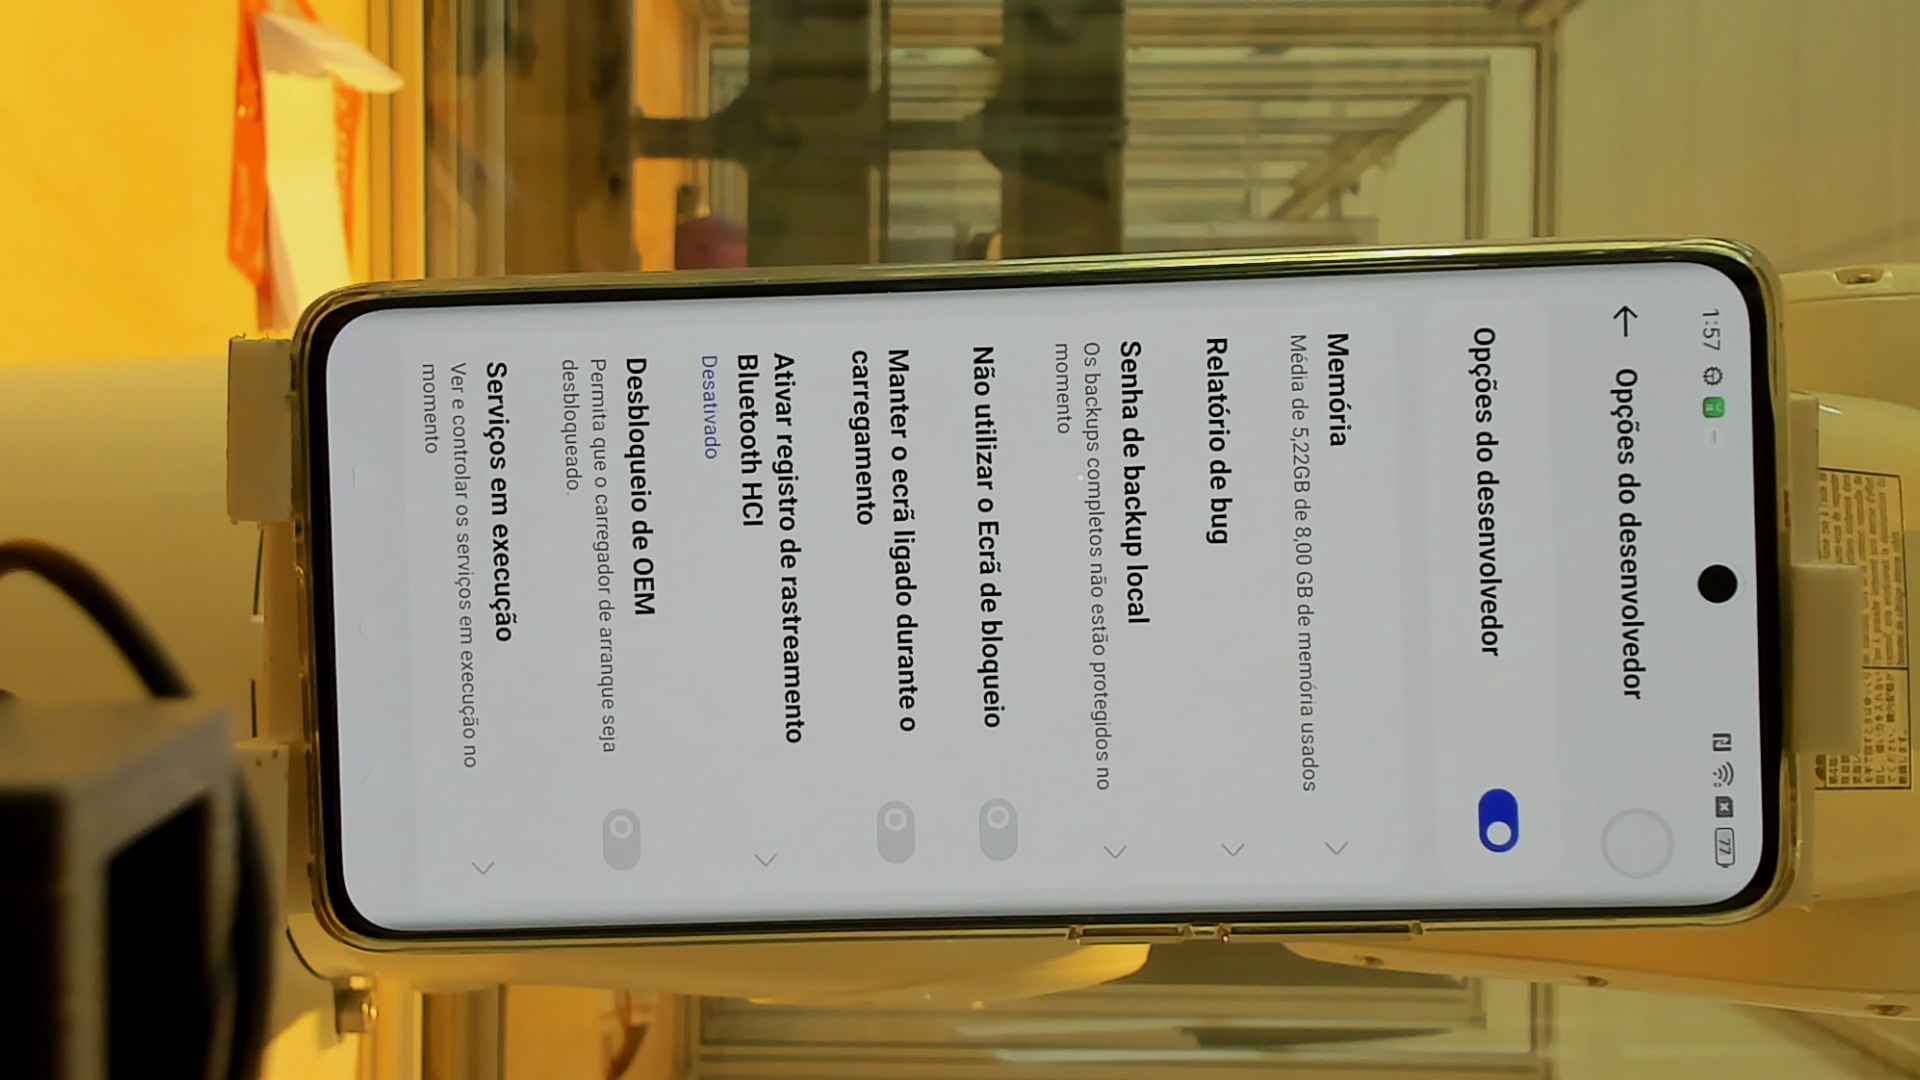 1:57
77
Opções do desenvolvedor
Opções do desenvolvedor
Memória
Média de 5,22GB de 8,00 GB de memória usados
Relatório de bug
Senha de backup local
Os backups completos não estão protegidos no
momento
Não utilizar o Ecrã de bloqueio
Manter o ecrã ligado durante o
carregamento
Ativar registro de rastreamento
Bluetooth HCI
Desativado
Desbloqueio de OEM
Permita que o carregador de arranque seja
desbloqueado.
Serviços em execução
Ver e controlar os serviços em execução no
momento